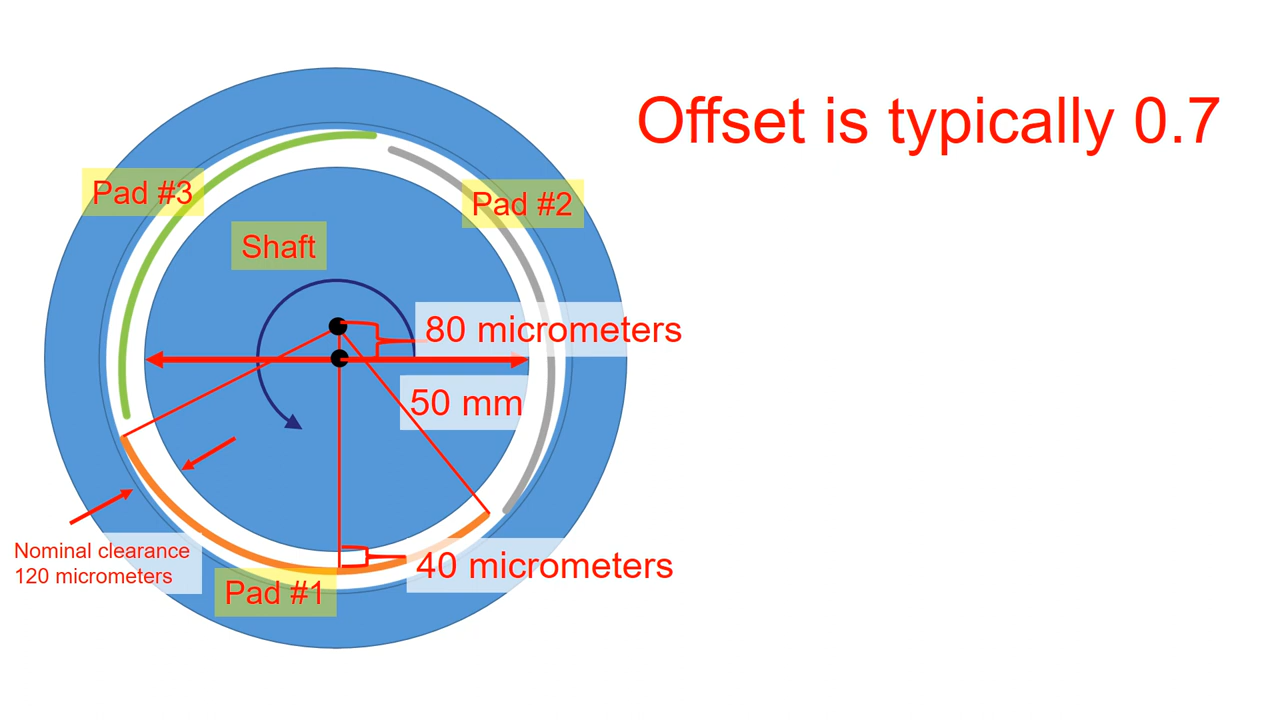 Offset is typically 0.7
Pad #3
Pad #2
Shaft
80 micrometers
50 mm
Nominal clearance
120 micrometers
40 micrometers
Pad #1